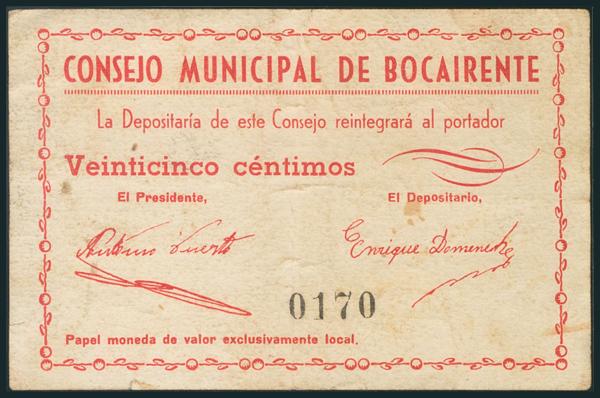 CONSEJO MUNICIPAL DE BOCAIRENTE
La Depositaría de este Consejo reintegrará al portador
Veinticinco céntimos
El Presidente,
El Depositario,
Enrique Domenech
0170
Papel moneda de valor exclusivamente local.